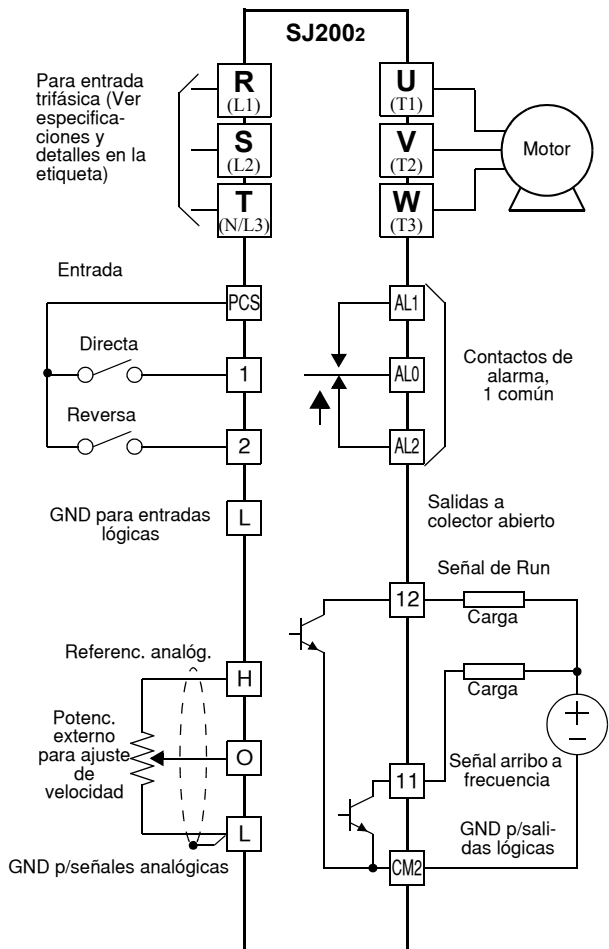 SJ2002
Para entrada
trifásica (Ver
especifica-
ciones y
detalles en la
etiqueta)
R
(L1)
S
(L2)
T
(N/L3)
U
(T1)
V
(T2)
W
(T3)
Motor
Entrada
PCS
Directa
1
Reversa
2
GND para entradas
lógicas
L
AL1
AL0
AL2
Contactos de
alarma,
1 común
Salidas a
colector abierto
Señal de Run
12
Carga
Carga
Referenc. analóg.
H
Potenc.
externo
para ajuste
de
velocidad
O
L
GND p/señales analógicas
+
−
Señal arribo a
frecuencia
11
GND p/sali-
das lógicas
CM2